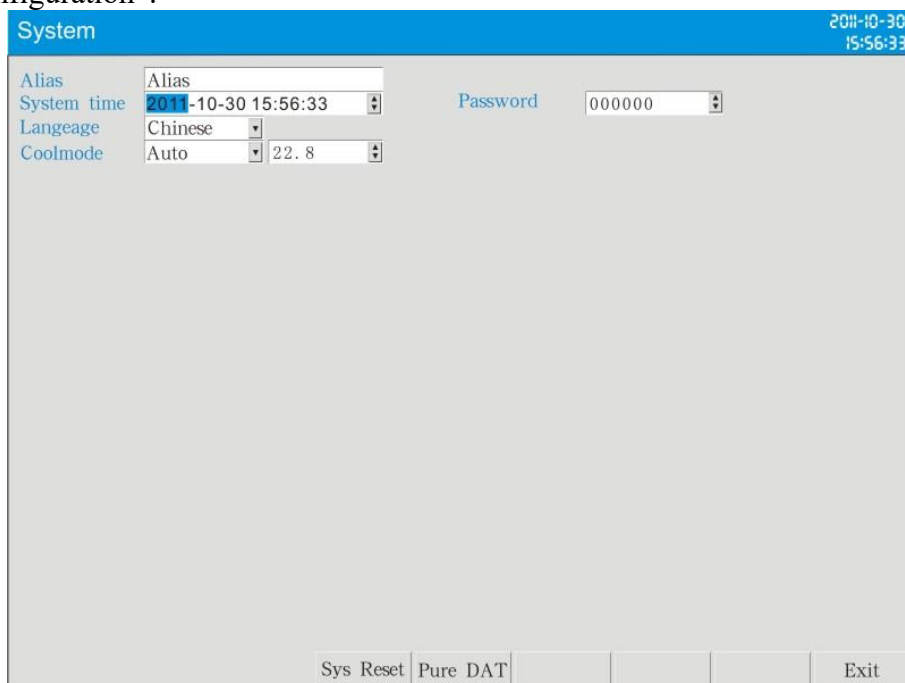 nfiguration".
System
2011-10-30
15:56:33
Alias Alias
System time 2011-10-30 15:56:33 Password 000000
Langeage Chinese
Coolmode Auto 22.8
Sys Reset Pure DAT Exit